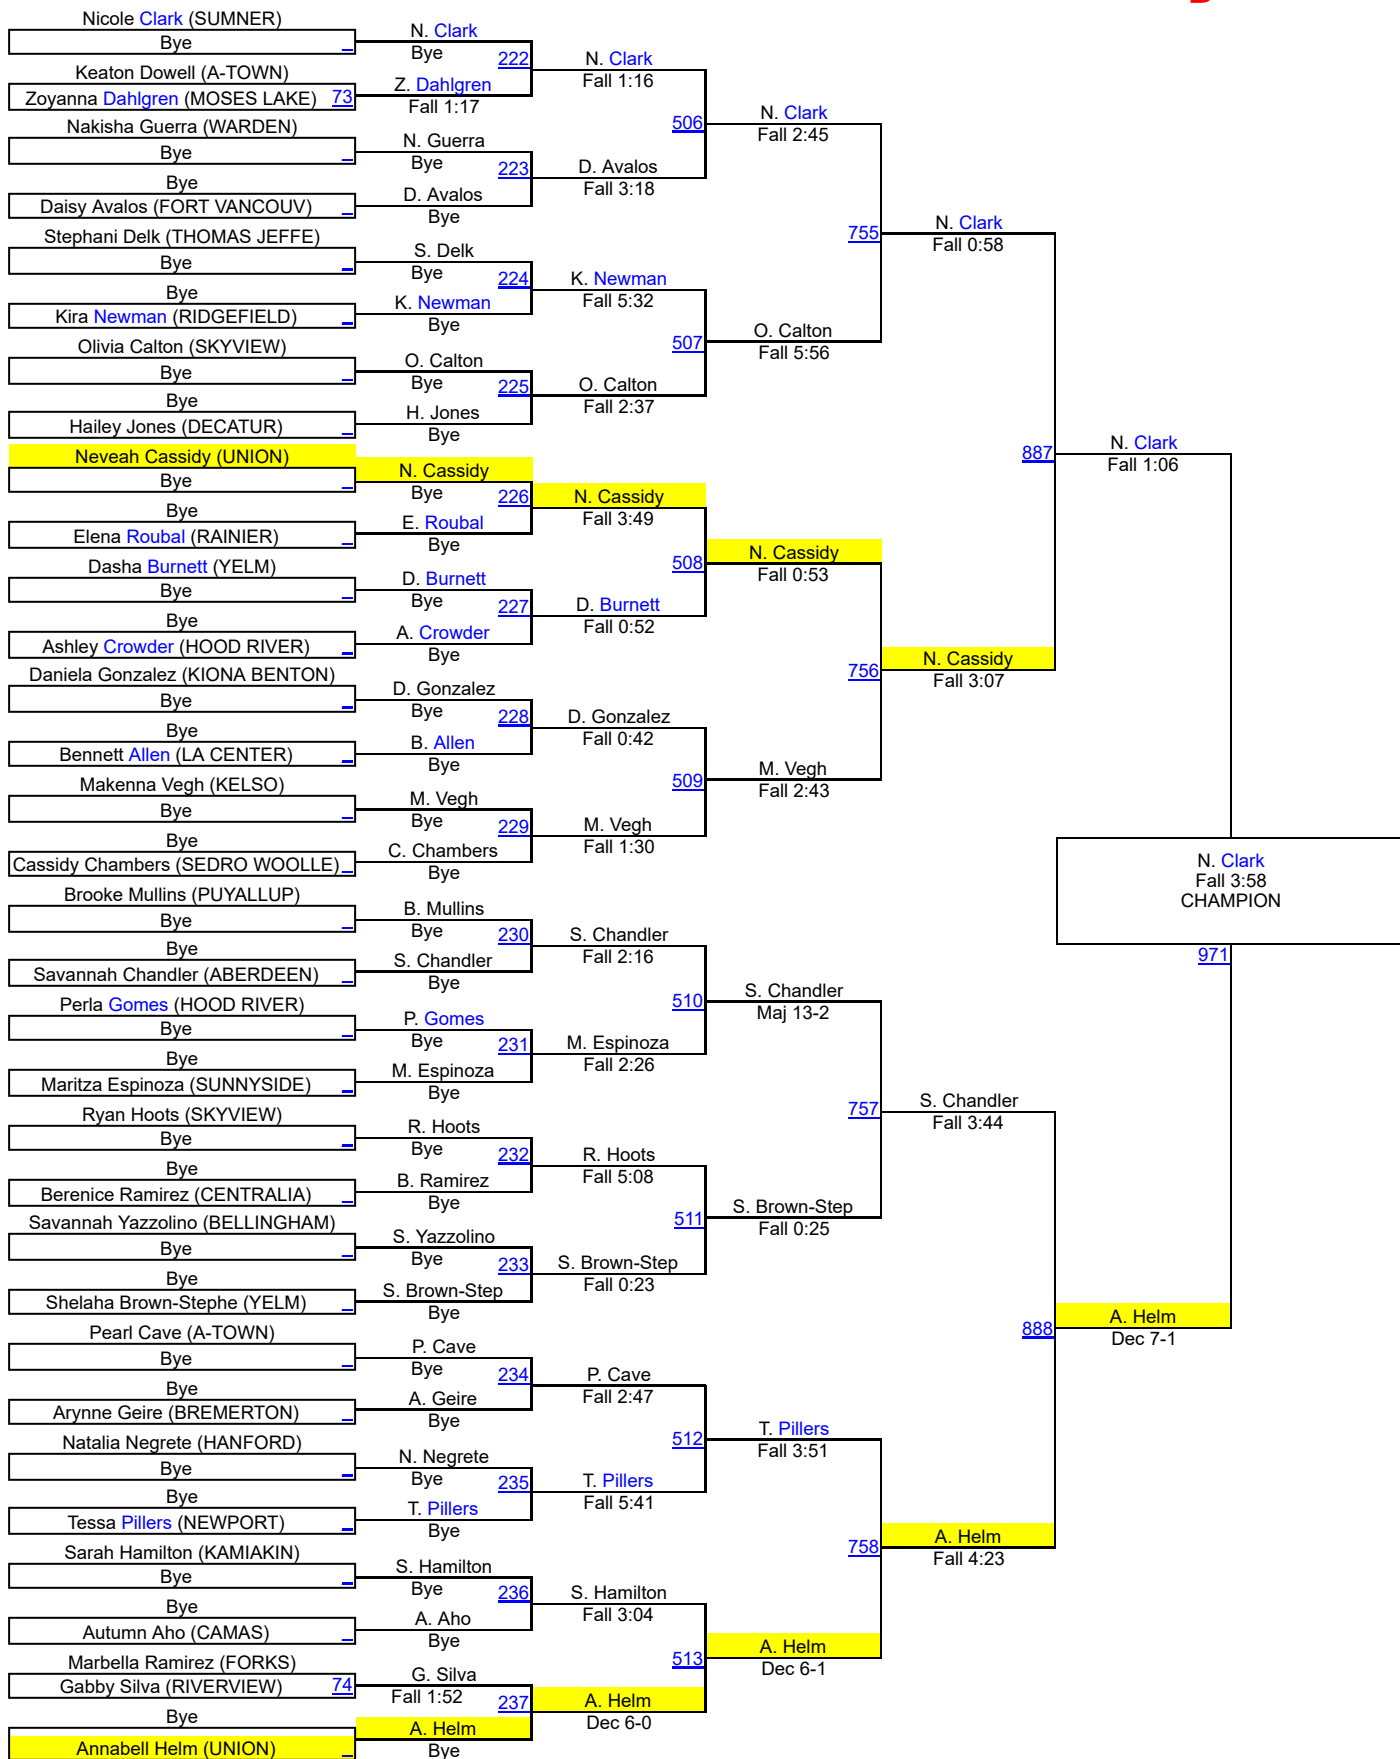 Nicole Clark (SUMNER)
Bye
Keaton Dowell (A-TOWN)
Zoyanna Dahlgren (MOSES LAKE) 73
Nakisha Guerra (WARDEN)
Bye
Bye
Daisy Avalos (FORT VANCOUV)
Stephani Delk (THOMAS JEFFE)
Bye
Bye
Kira Newman (RIDGEFIELD)
Olivia Calton (SKYVIEW)
Bye
Bye
Hailey Jones (DECATUR)
Neveah Cassidy (UNION)
Bye
Bye
Elena Roubal (RAINIER)
Dasha Burnett (YELM)
Bye
Bye
Ashley Crowder (HOOD RIVER)
Daniela Gonzalez (KIONA BENTON)
Bye
Bye
Bennett Allen (LA CENTER)
Makenna Vegh (KELSO)
Bye
Bye
Cassidy Chambers (SEDRO WOOLLE)
Brooke Mullins (PUYALLUP)
Bye
Bye
Savannah Chandler (ABERDEEN)
Perla Gomes (HOOD RIVER)
Bye
Bye
Maritza Espinoza (SUNNYSIDE)
Ryan Hoots (SKYVIEW)
Bye
Bye
Berenice Ramirez (CENTRALIA)
Savannah Yazzolino (BELLINGHAM)
Bye
Bye
Shelaha Brown-Stephe (YELM)
Pearl Cave (A-TOWN)
Bye
Bye
Arynne Geire (BREMERTON)
Natalia Negrete (HANFORD)
Bye
Bye
Tessa Pillers (NEWPORT)
Sarah Hamilton (KAMIAKIN)
Bye
Bye
Autumn Aho (CAMAS)
Marbella Ramirez (FORKS)
Gabby Silva (RIVERVIEW) 74
Bye
Annabell Helm (UNION)
N. Clark
Bye
222
Z. Dahlgren
Fall 1:17
N. Guerra
Bye
223
D. Avalos
Bye
S. Delk
Bye
224
K. Newman
Bye
O. Calton
Bye
225
H. Jones
Bye
N. Cassidy
Bye
226
E. Roubal
Bye
D. Burnett
Bye
227
A. Crowder
Bye
D. Gonzalez
Bye
228
B. Allen
Bye
M. Vegh
Bye
229
C. Chambers
Bye
B. Mullins
Bye
230
S. Chandler
Bye
P. Gomes
Bye
231
M. Espinoza
Bye
R. Hoots
Bye
232
B. Ramirez
Bye
S. Yazzolino
Bye
233
S. Brown-Step
Bye
P. Cave
Bye
234
A. Geire
Bye
N. Negrete
Bye
235
T. Pillers
Bye
S. Hamilton
Bye
236
A. Aho
Bye
G. Silva
Fall 1:52
237
A. Helm
Bye
N. Clark
Fall 1:16
506
D. Avalos
Fall 3:18
K. Newman
Fall 5:32
507
O. Calton
Fall 2:37
N. Cassidy
Fall 3:49
508
D. Burnett
Fall 0:52
D. Gonzalez
Fall 0:42
509
M. Vegh
Fall 1:30
S. Chandler
Fall 2:16
510
M. Espinoza
Fall 2:26
R. Hoots
Fall 5:08
511
S. Brown-Step
Fall 0:23
P. Cave
Fall 2:47
512
T. Pillers
Fall 5:41
S. Hamilton
Fall 3:04
513
A. Helm
Dec 6-0
N. Clark
Fall 2:45
755
O. Calton
Fall 5:56
N. Cassidy
Fall 0:53
756
M. Vegh
Fall 2:43
S. Chandler
Maj 13-2
757
S. Brown-Step
Fall 0:25
T. Pillers
Fall 3:51
758
A. Helm
Dec 6-1
N. Clark
Fall 0:58
887
N. Cassidy
Fall 3:07
S. Chandler
Fall 3:44
888
A. Helm
Fall 4:23
N. Clark
Fall 1:06
A. Helm
Dec 7-1
N. Clark
Fall 3:58
CHAMPION
971